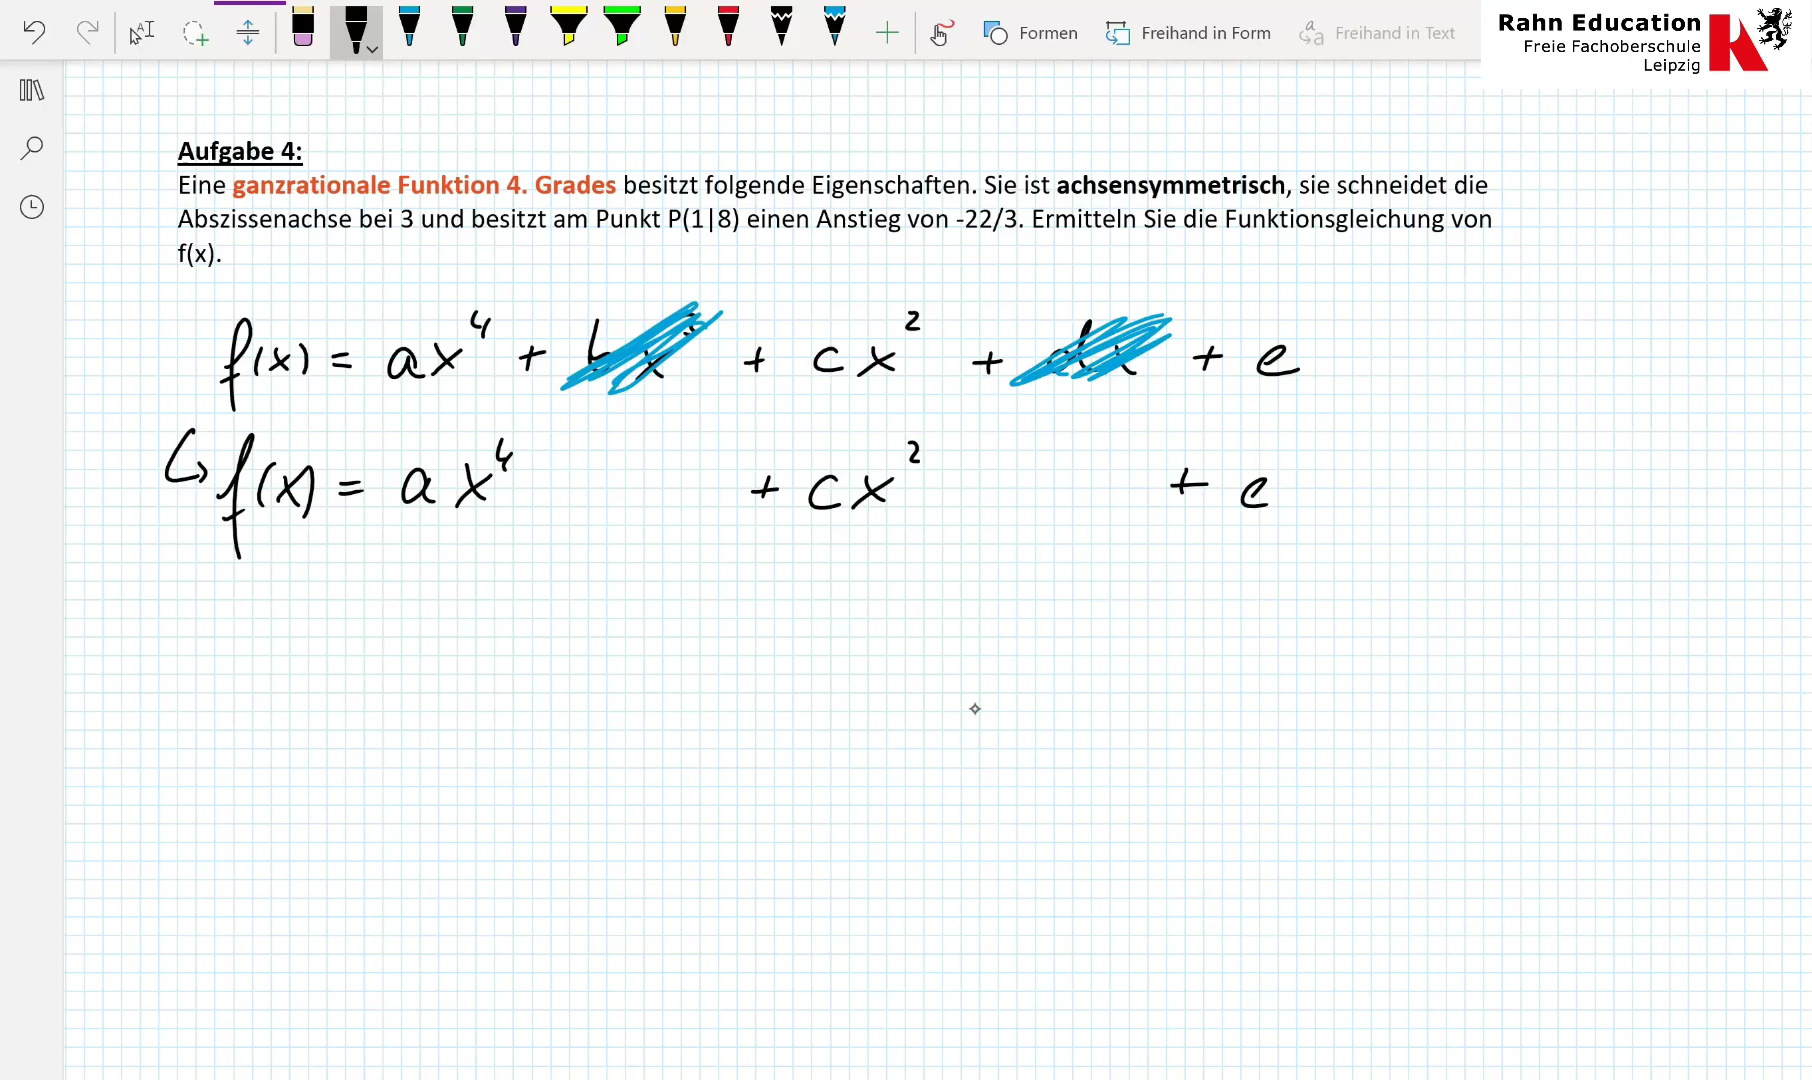 Formen
Freihand in Form
Freihand in Text
Rahn Education
Freie Fachoberschule
Leipzig
Aufgabe 4:
Eine ganzrationale Funktion 4. Grades besitzt folgende Eigenschaften. Sie ist achsensymmetrisch, sie schneidet die
Abszissenachse bei 3 und besitzt am Punkt P(1|8) einen Anstieg von -22/3. Ermitteln Sie die Funktionsgleichung von
f(x).
f(x) = ax⁴ + + cx² + + e
↳ f(x) = ax⁴ + cx² + e